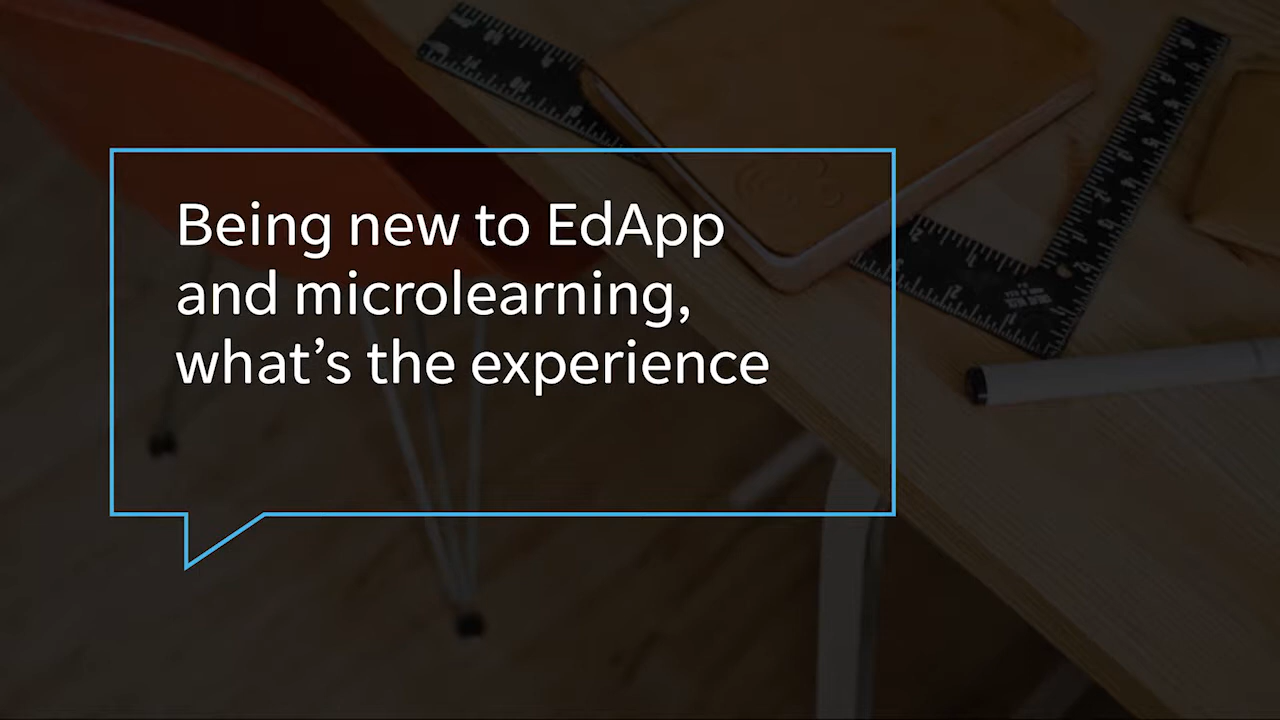 Being new to EdApp
and microlearning,
what’s the experience